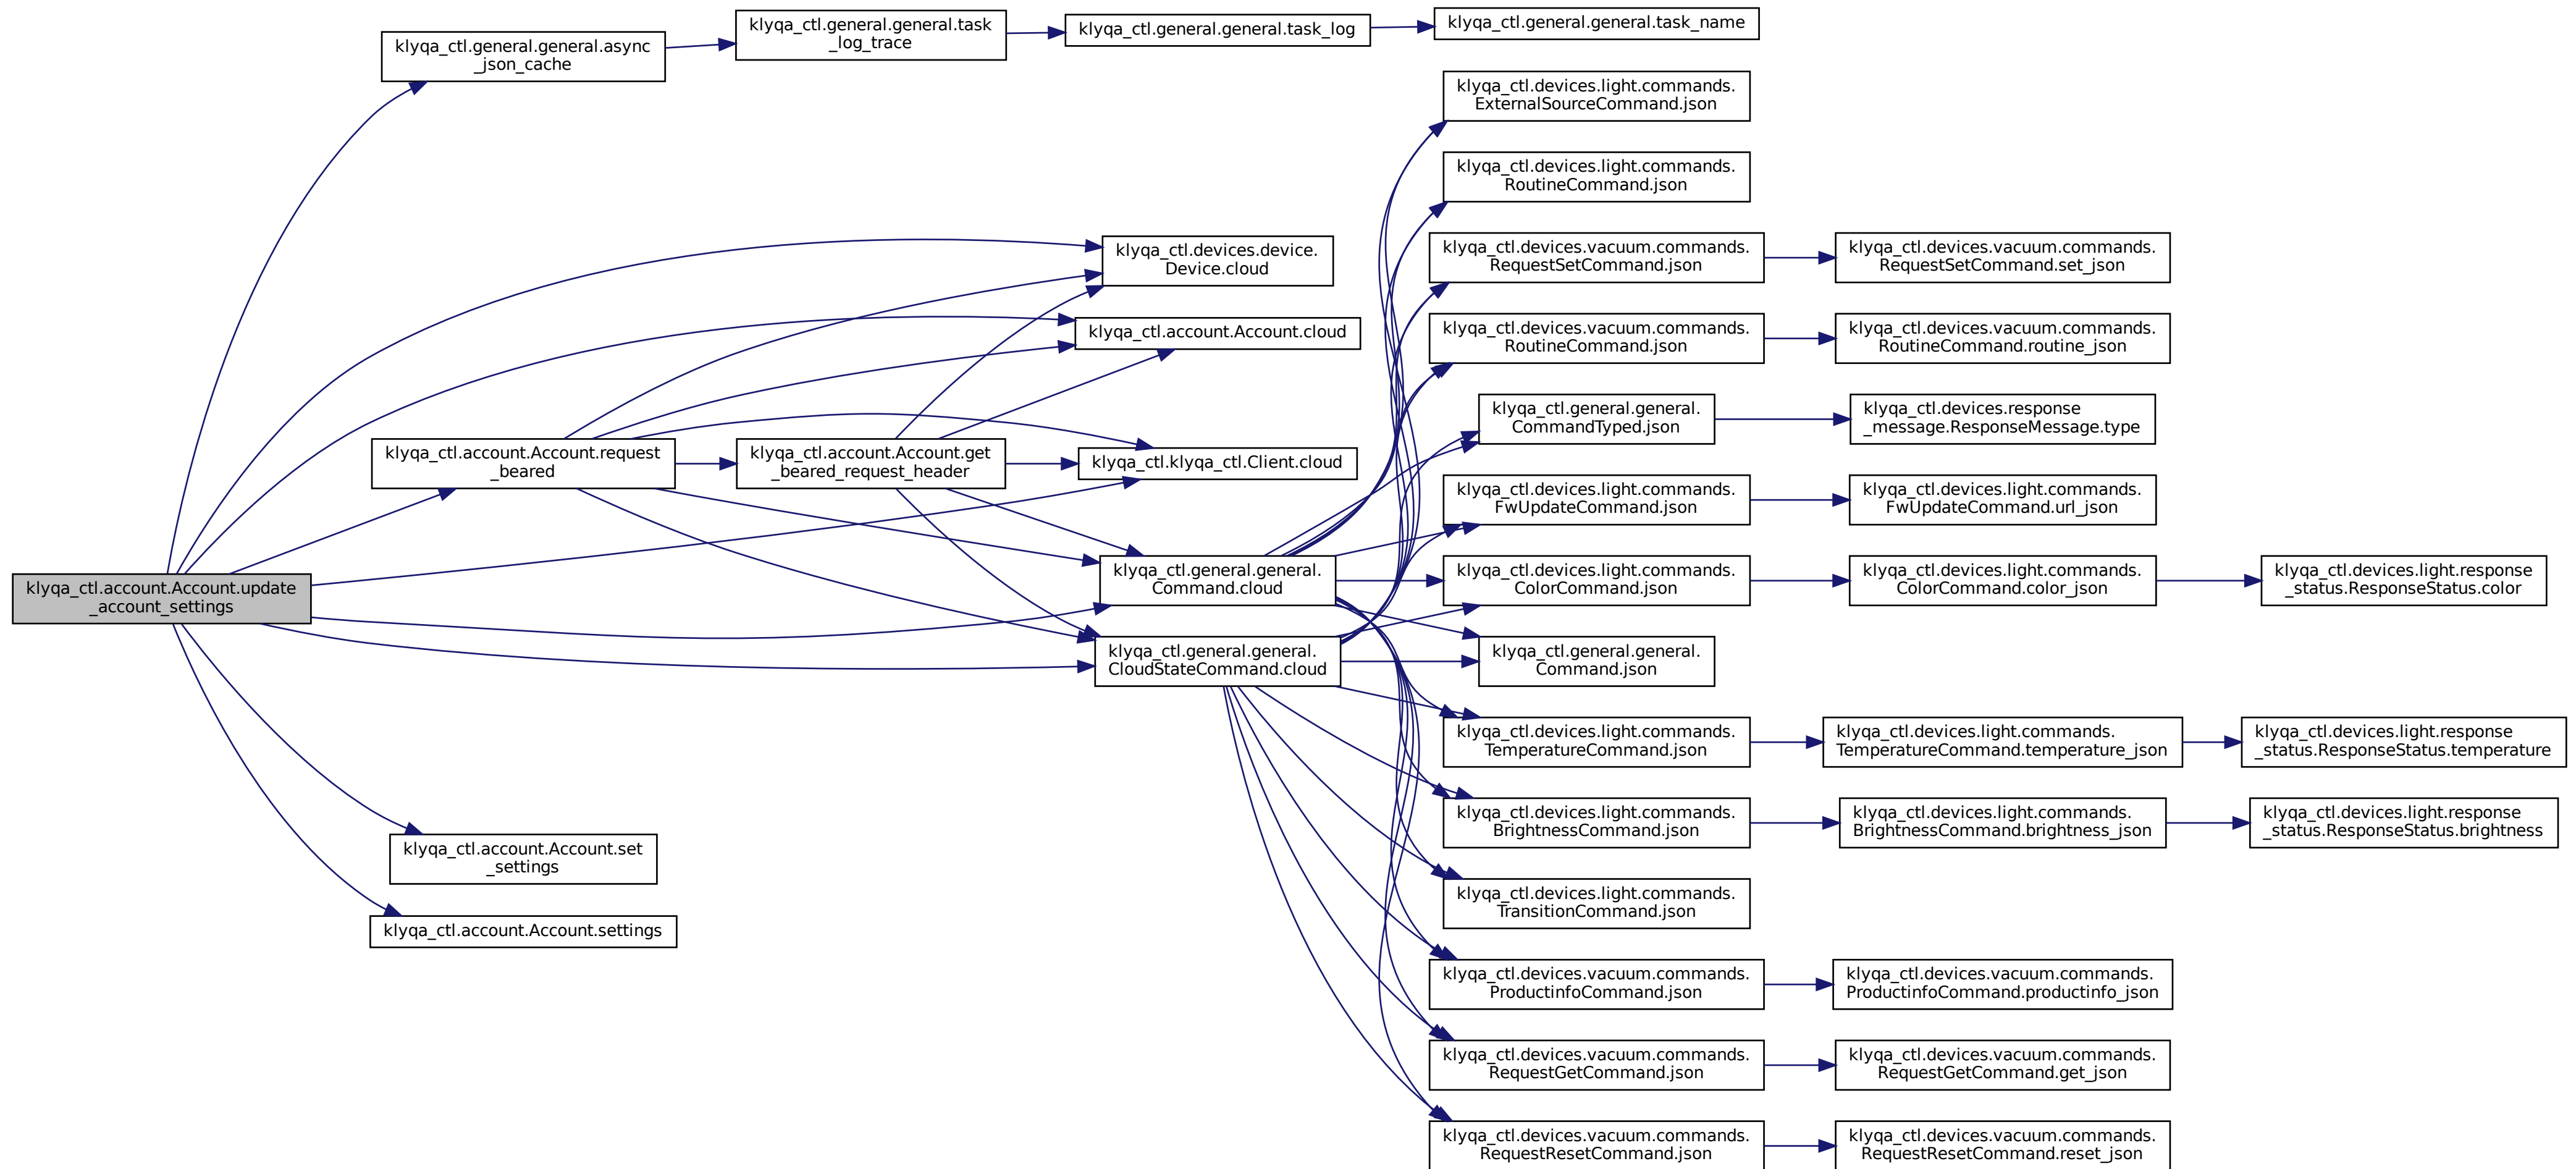 klyqa_ctl.general.general.async
_json_cache
klyqa_ctl.general.general.task
_log_trace
klyqa_ctl.general.general.task_log
klyqa_ctl.general.general.task_name
klyqa_ctl.devices.light.commands.
ExternalSourceCommand.json
klyqa_ctl.devices.light.commands.
RoutineCommand.json
klyqa_ctl.devices.device.
Device.cloud
klyqa_ctl.devices.vacuum.commands.
RequestSetCommand.json
klyqa_ctl.devices.vacuum.commands.
RequestSetCommand.set_json
klyqa_ctl.account.Account.cloud
klyqa_ctl.devices.vacuum.commands.
RoutineCommand.json
klyqa_ctl.devices.vacuum.commands.
RoutineCommand.routine_json
klyqa_ctl.general.general.
CommandTyped.json
klyqa_ctl.devices.response
_message.ResponseMessage.type
klyqa_ctl.account.Account.request
_beared
klyqa_ctl.account.Account.get
_beared_request_header
klyqa_ctl.klyqa_ctl.Client.cloud
klyqa_ctl.devices.light.commands.
FwUpdateCommand.json
klyqa_ctl.devices.light.commands.
FwUpdateCommand.url_json
klyqa_ctl.account.Account.update
_account_settings
klyqa_ctl.general.general.
Command.cloud
klyqa_ctl.devices.light.commands.
ColorCommand.json
klyqa_ctl.devices.light.commands.
ColorCommand.color_json
klyqa_ctl.devices.light.response
_status.ResponseStatus.color
klyqa_ctl.general.general.
CloudStateCommand.cloud
klyqa_ctl.general.general.
Command.json
klyqa_ctl.devices.light.commands.
TemperatureCommand.json
klyqa_ctl.devices.light.commands.
TemperatureCommand.temperature_json
klyqa_ctl.devices.light.response
_status.ResponseStatus.temperature
klyqa_ctl.devices.light.commands.
BrightnessCommand.json
klyqa_ctl.devices.light.commands.
BrightnessCommand.brightness_json
klyqa_ctl.devices.light.response
_status.ResponseStatus.brightness
klyqa_ctl.account.Account.set
_settings
klyqa_ctl.devices.light.commands.
TransitionCommand.json
klyqa_ctl.account.Account.settings
klyqa_ctl.devices.vacuum.commands.
ProductinfoCommand.json
klyqa_ctl.devices.vacuum.commands.
ProductinfoCommand.productinfo_json
klyqa_ctl.devices.vacuum.commands.
RequestGetCommand.json
klyqa_ctl.devices.vacuum.commands.
RequestGetCommand.get_json
klyqa_ctl.devices.vacuum.commands.
RequestResetCommand.json
klyqa_ctl.devices.vacuum.commands.
RequestResetCommand.reset_json